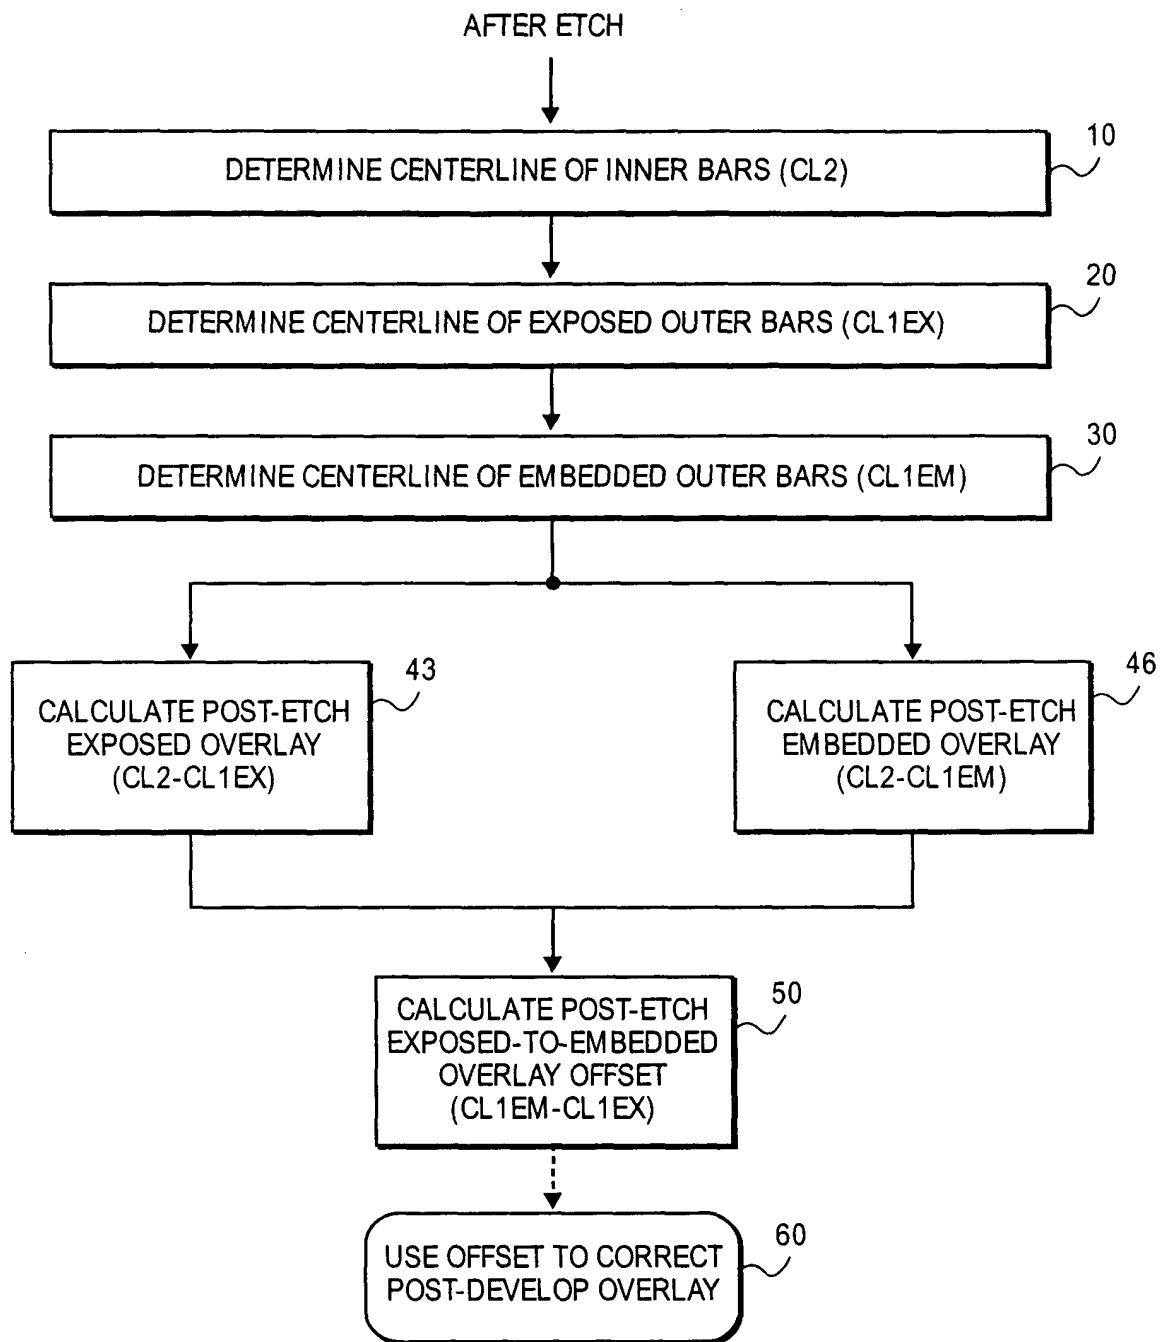 AFTER ETCH
10
DETERMINE CENTERLINE OF INNER BARS (CL2)
20
DETERMINE CENTERLINE OF EXPOSED OUTER BARS (CL1EX)
30
DETERMINE CENTERLINE OF EMBEDDED OUTER BARS (CL1EM)
43
CALCULATE POST-ETCH
EXPOSED OVERLAY
(CL2-CL1EX)
46
CALCULATE POST-ETCH
EMBEDDED OVERLAY
(CL2-CL1EM)
50
CALCULATE POST-ETCH
EXPOSED-TO-EMBEDDED
OVERLAY OFFSET
(CL1EM-CL1EX)
60
USE OFFSET TO CORRECT
POST-DEVELOP OVERLAY